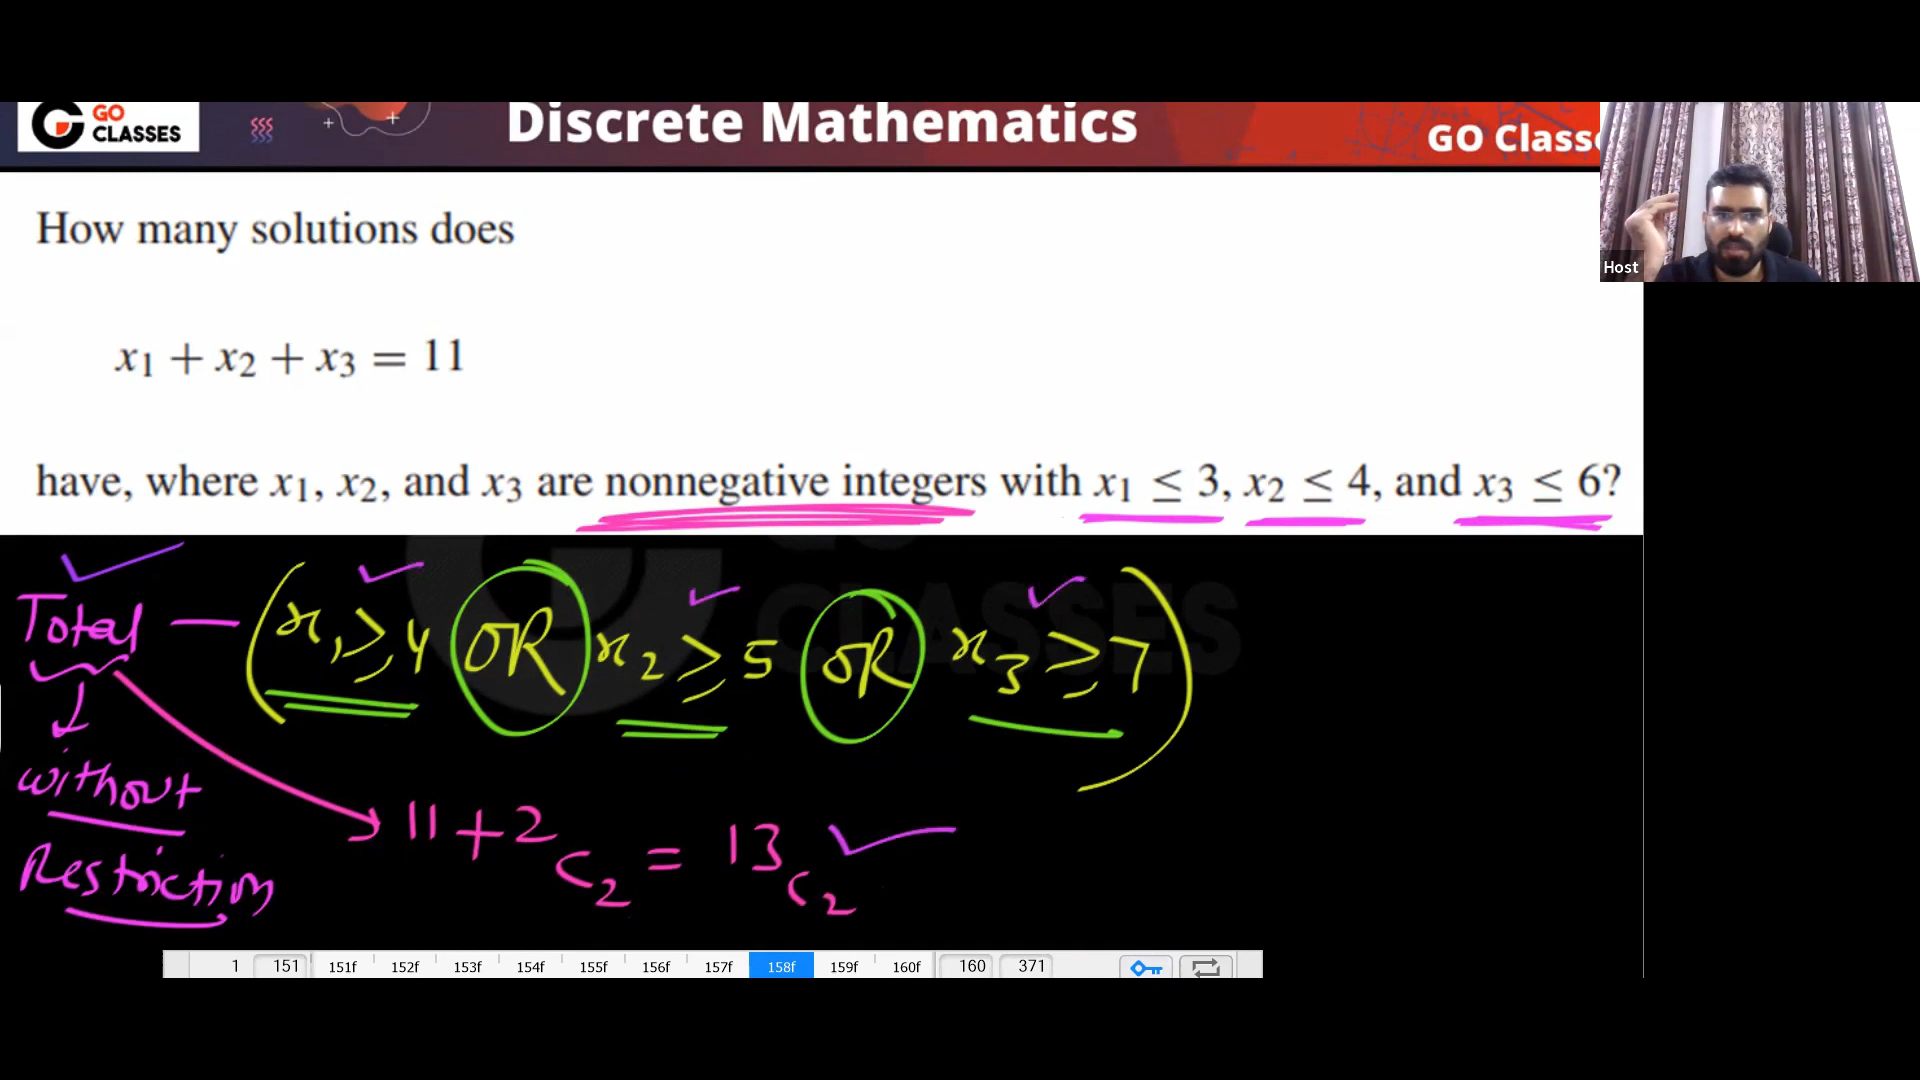 GO
CLASSES
Discrete Mathematics
GO Classe
Host
How many solutions does
x1 + x2 + x3 = 11
have, where x1, x2, and x3 are nonnegative integers with x1 ≤ 3, x2 ≤ 4, and x3 ≤ 6?
GO
CLASSES
Total — (x1 ≥ 4 OR x2 ≥ 5 OR x3 ≥ 7)
without
Restriction
11+2C2 = 13C2
1 151 151f 152f 153f 154f 155f 156f 157f 158f 159f 160f 160 371